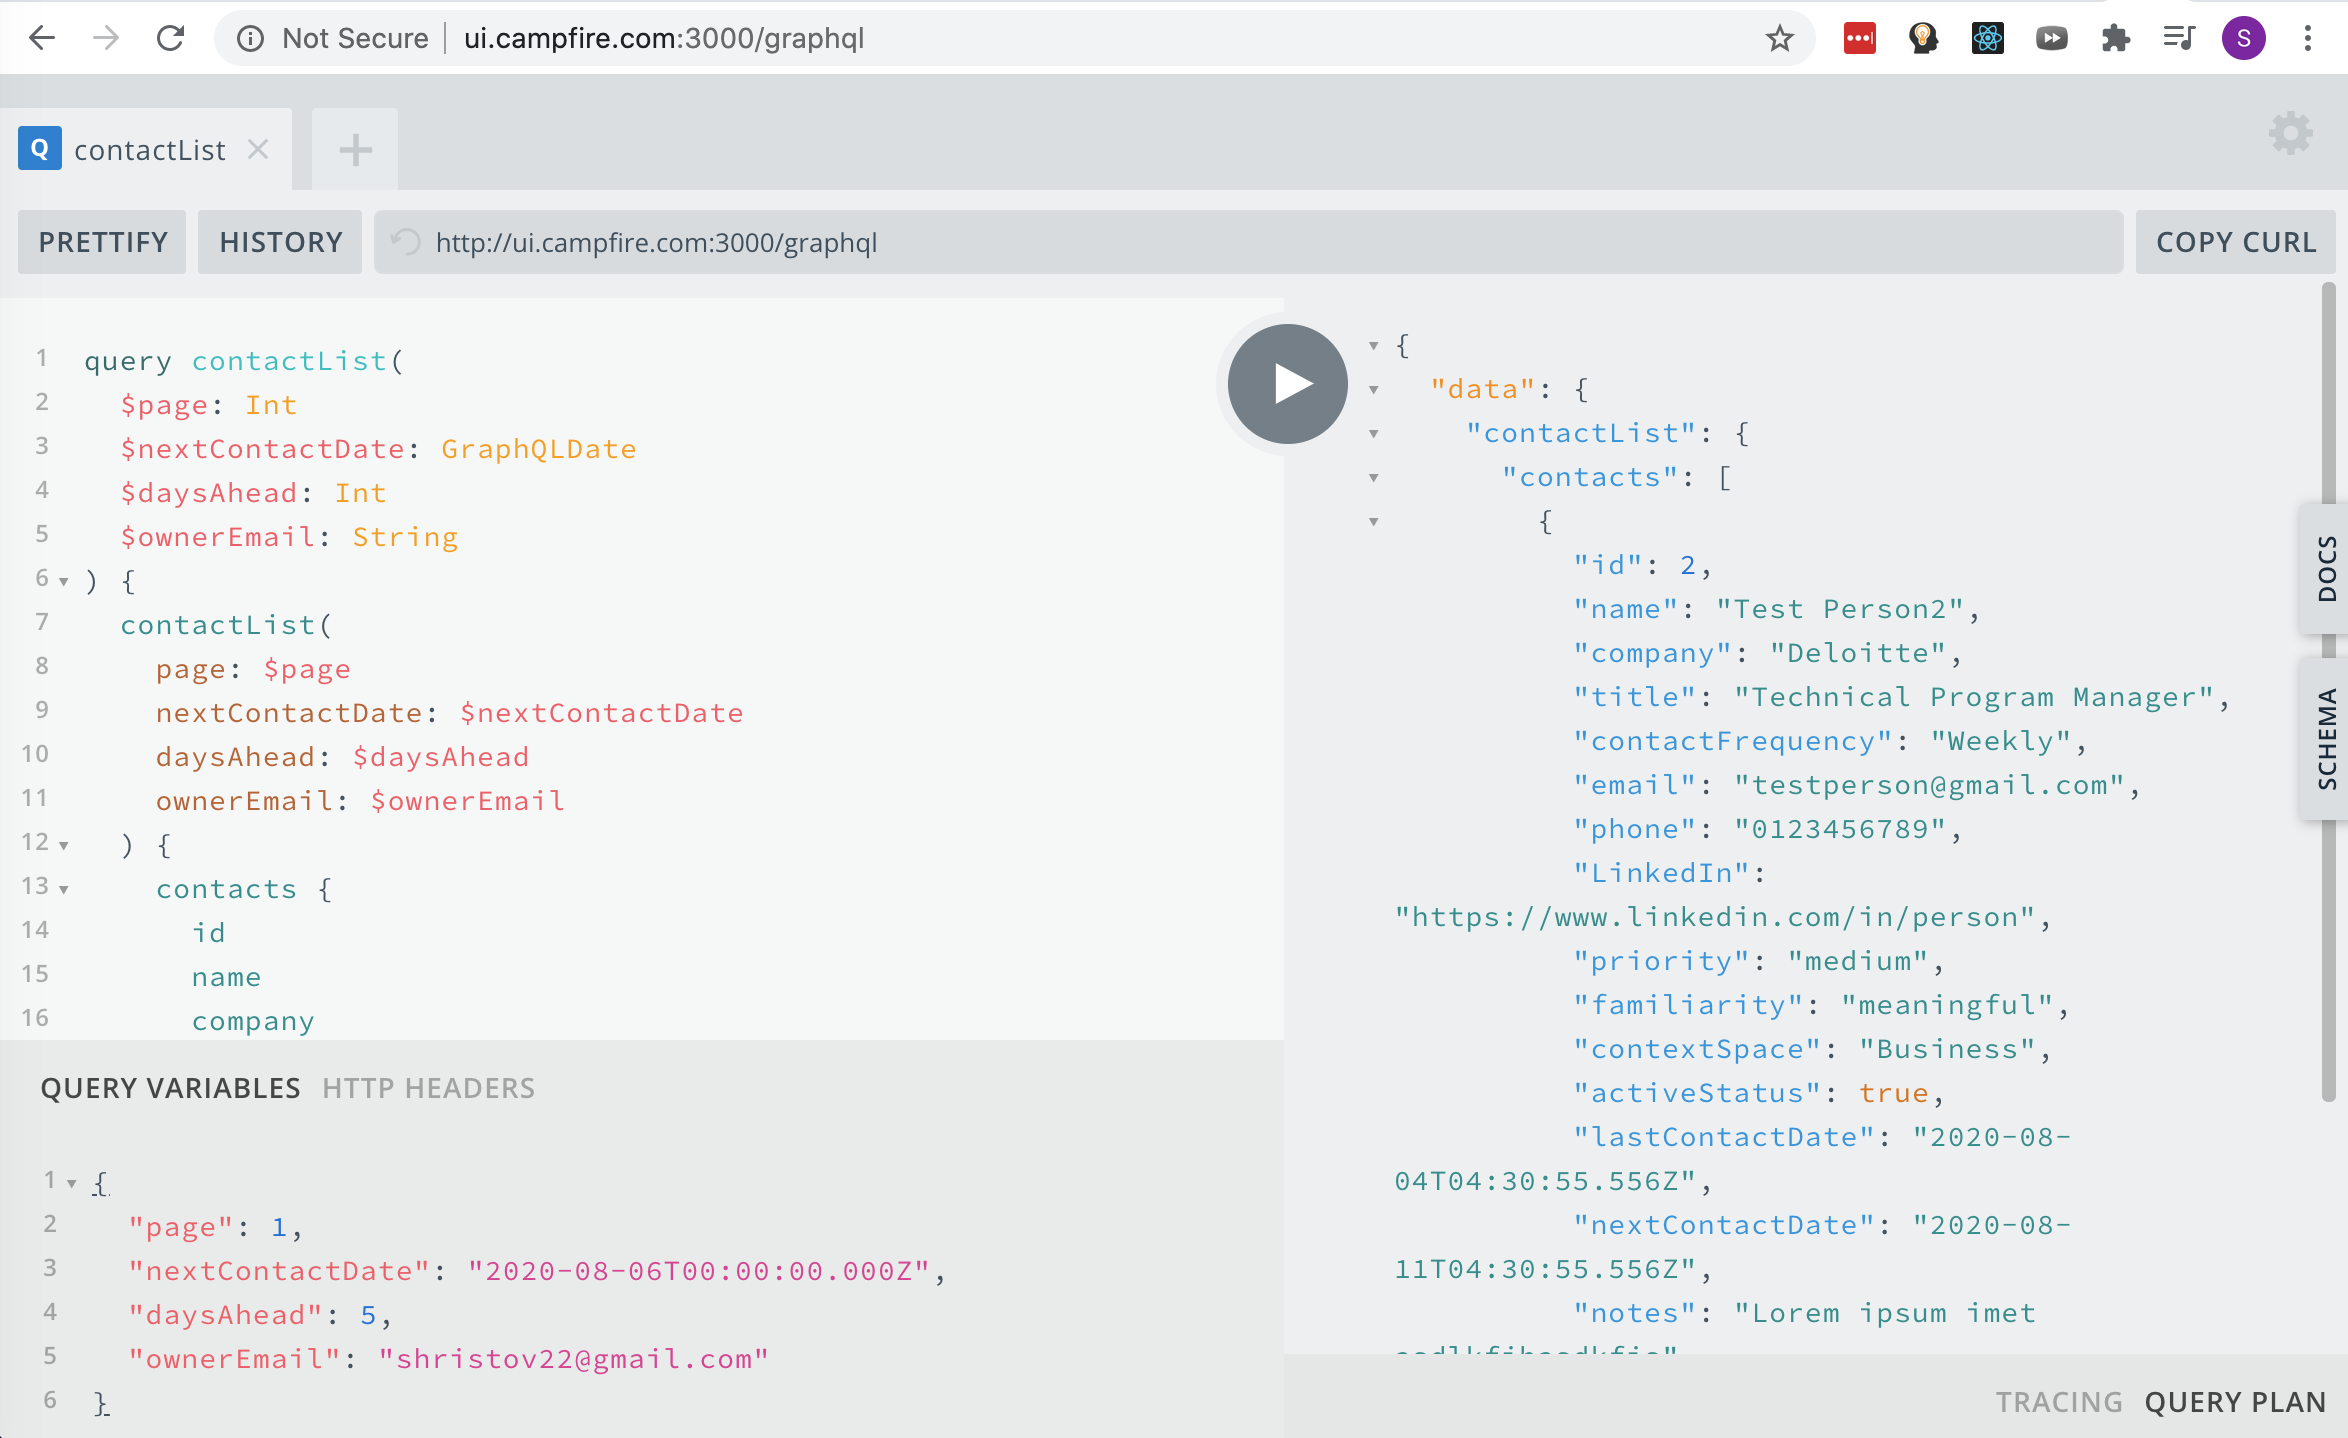 Not Secure ui.campfire.com:3000/graphql
S
Q contactList
PRETTIFY HISTORY http://ui.campfire.com:3000/graphql COPY CURL
1 query contactList(
2 $page: Int
3 $nextContactDate: GraphQLDate
4 $daysAhead: Int
5 $ownerEmail: String
6 ) {
7 contactList(
8 page: $page
9 nextContactDate: $nextContactDate
10 daysAhead: $daysAhead
11 ownerEmail: $ownerEmail
12 ) {
13 contacts {
14 id
15 name
16 company
QUERY VARIABLES HTTP HEADERS
1 {
2 "page": 1,
3 "nextContactDate": "2020-08-06T00:00:00.000Z",
4 "daysAhead": 5,
5 "ownerEmail": "shristov22@gmail.com"
6 }
{
"data": {
"contactList": {
"contacts": [
{
"id": 2,
"name": "Test Person2",
"company": "Deloitte",
"title": "Technical Program Manager",
"contactFrequency": "Weekly",
"email": "testperson@gmail.com",
"phone": "0123456789",
"LinkedIn":
"https://www.linkedin.com/in/person",
"priority": "medium",
"familiarity": "meaningful",
"contextSpace": "Business",
"activeStatus": true,
"lastContactDate": "2020-08-
04T04:30:55.556Z",
"nextContactDate": "2020-08-
11T04:30:55.556Z",
"notes": "Lorem ipsum imet
DOCS
SCHEMA
TRACING QUERY PLAN